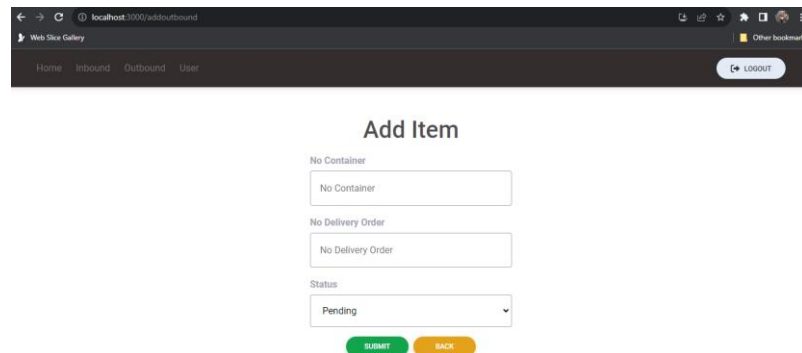 localhost:3000/addoutbound
Web Slice Gallery Other bookmar
Home Inbound Outbound User LOGOUT
Add Item
No Container
No Container
No Delivery Order
No Delivery Order
Status
Pending
SUBMIT BACK